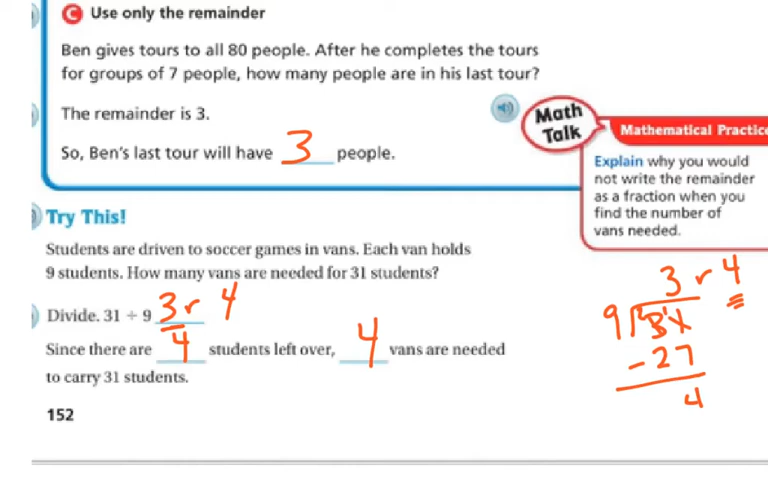 C Use only the remainder
Ben gives tours to all 80 people. After he completes the tours
for groups of 7 people, how many people are in his last tour?
The remainder is 3.
So, Ben's last tour will have 3 people.
Math
Talk
Mathematical Practice
Explain why you would
not write the remainder
as a fraction when you
find the number of
vans needed.
Try This!
Students are driven to soccer games in vans. Each van holds
9 students. How many vans are needed for 31 students?
Divide. 31 ÷ 9 3 r 4
Since there are 4 students left over, 4 vans are needed
to carry 31 students.
152
3 r 4
9 31
-27
4